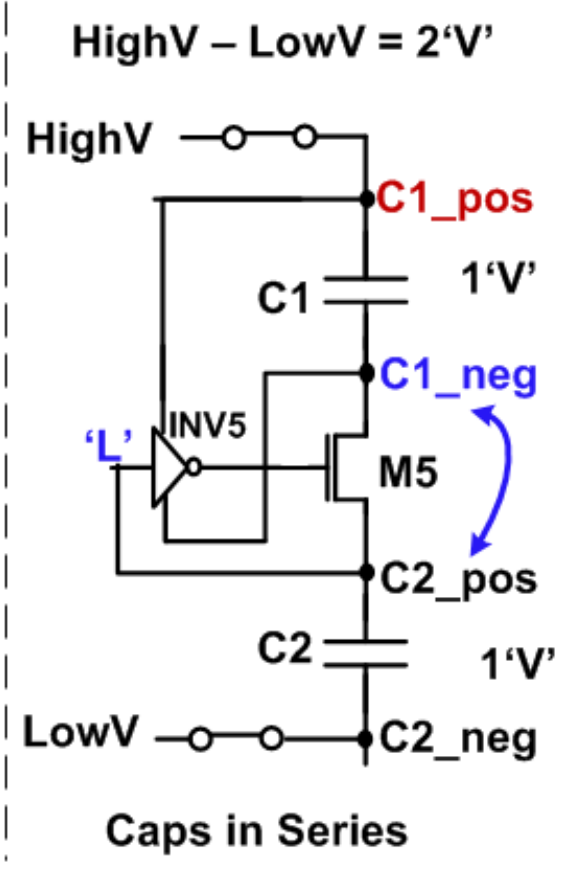 HighV – LowV = 2‘V’
HighV
C1_pos
C1
1‘V’
C1_neg
‘L’
INV5
M5
C2_pos
C2
1‘V’
LowV
C2_neg
Caps in Series